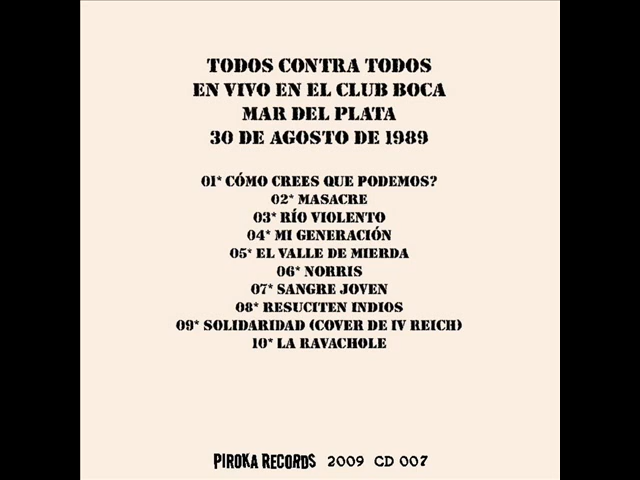 TODOS CONTRA TODOS
EN VIVO EN EL CLUB BOCA
MAR DEL PLATA
30 DE AGOSTO DE 1989
01* CÓMO CREES QUE PODEMOS?
02* MASACRE
03* RÍO VIOLENTO
04* MI GENERACIÓN
05* EL VALLE DE MIERDA
06* NORRIS
07* SANGRE JOVEN
08* RESUCITEN INDIOS
09* SOLIDARIDAD (COVER DE IV REICH)
10* LA RAVACHOLE
PIROKA RECORDS 2009 CD 007